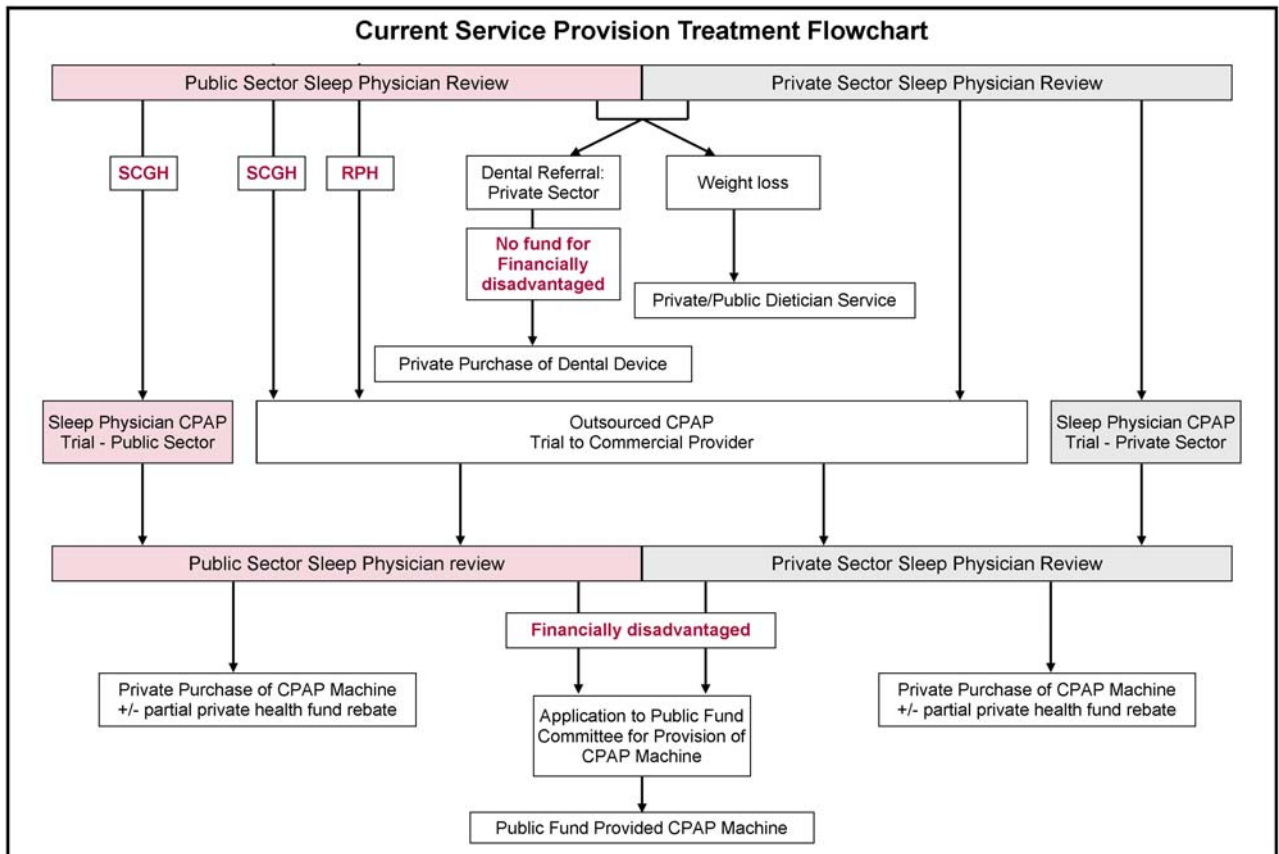 Current Service Provision Treatment Flowchart
Public Sector Sleep Physician Review
Private Sector Sleep Physician Review
SCGH
SCGH
RPH
Dental Referral:
Private Sector
Weight loss
No fund for
Financially
disadvantaged
Private/Public Dietician Service
Private Purchase of Dental Device
Sleep Physician CPAP
Trial - Public Sector
Outsourced CPAP
Trial to Commercial Provider
Sleep Physician CPAP
Trial - Private Sector
Public Sector Sleep Physician review
Private Sector Sleep Physician Review
Financially disadvantaged
Private Purchase of CPAP Machine
+/- partial private health fund rebate
Application to Public Fund
Committee for Provision of
CPAP Machine
Private Purchase of CPAP Machine
+/- partial private health fund rebate
Public Fund Provided CPAP Machine